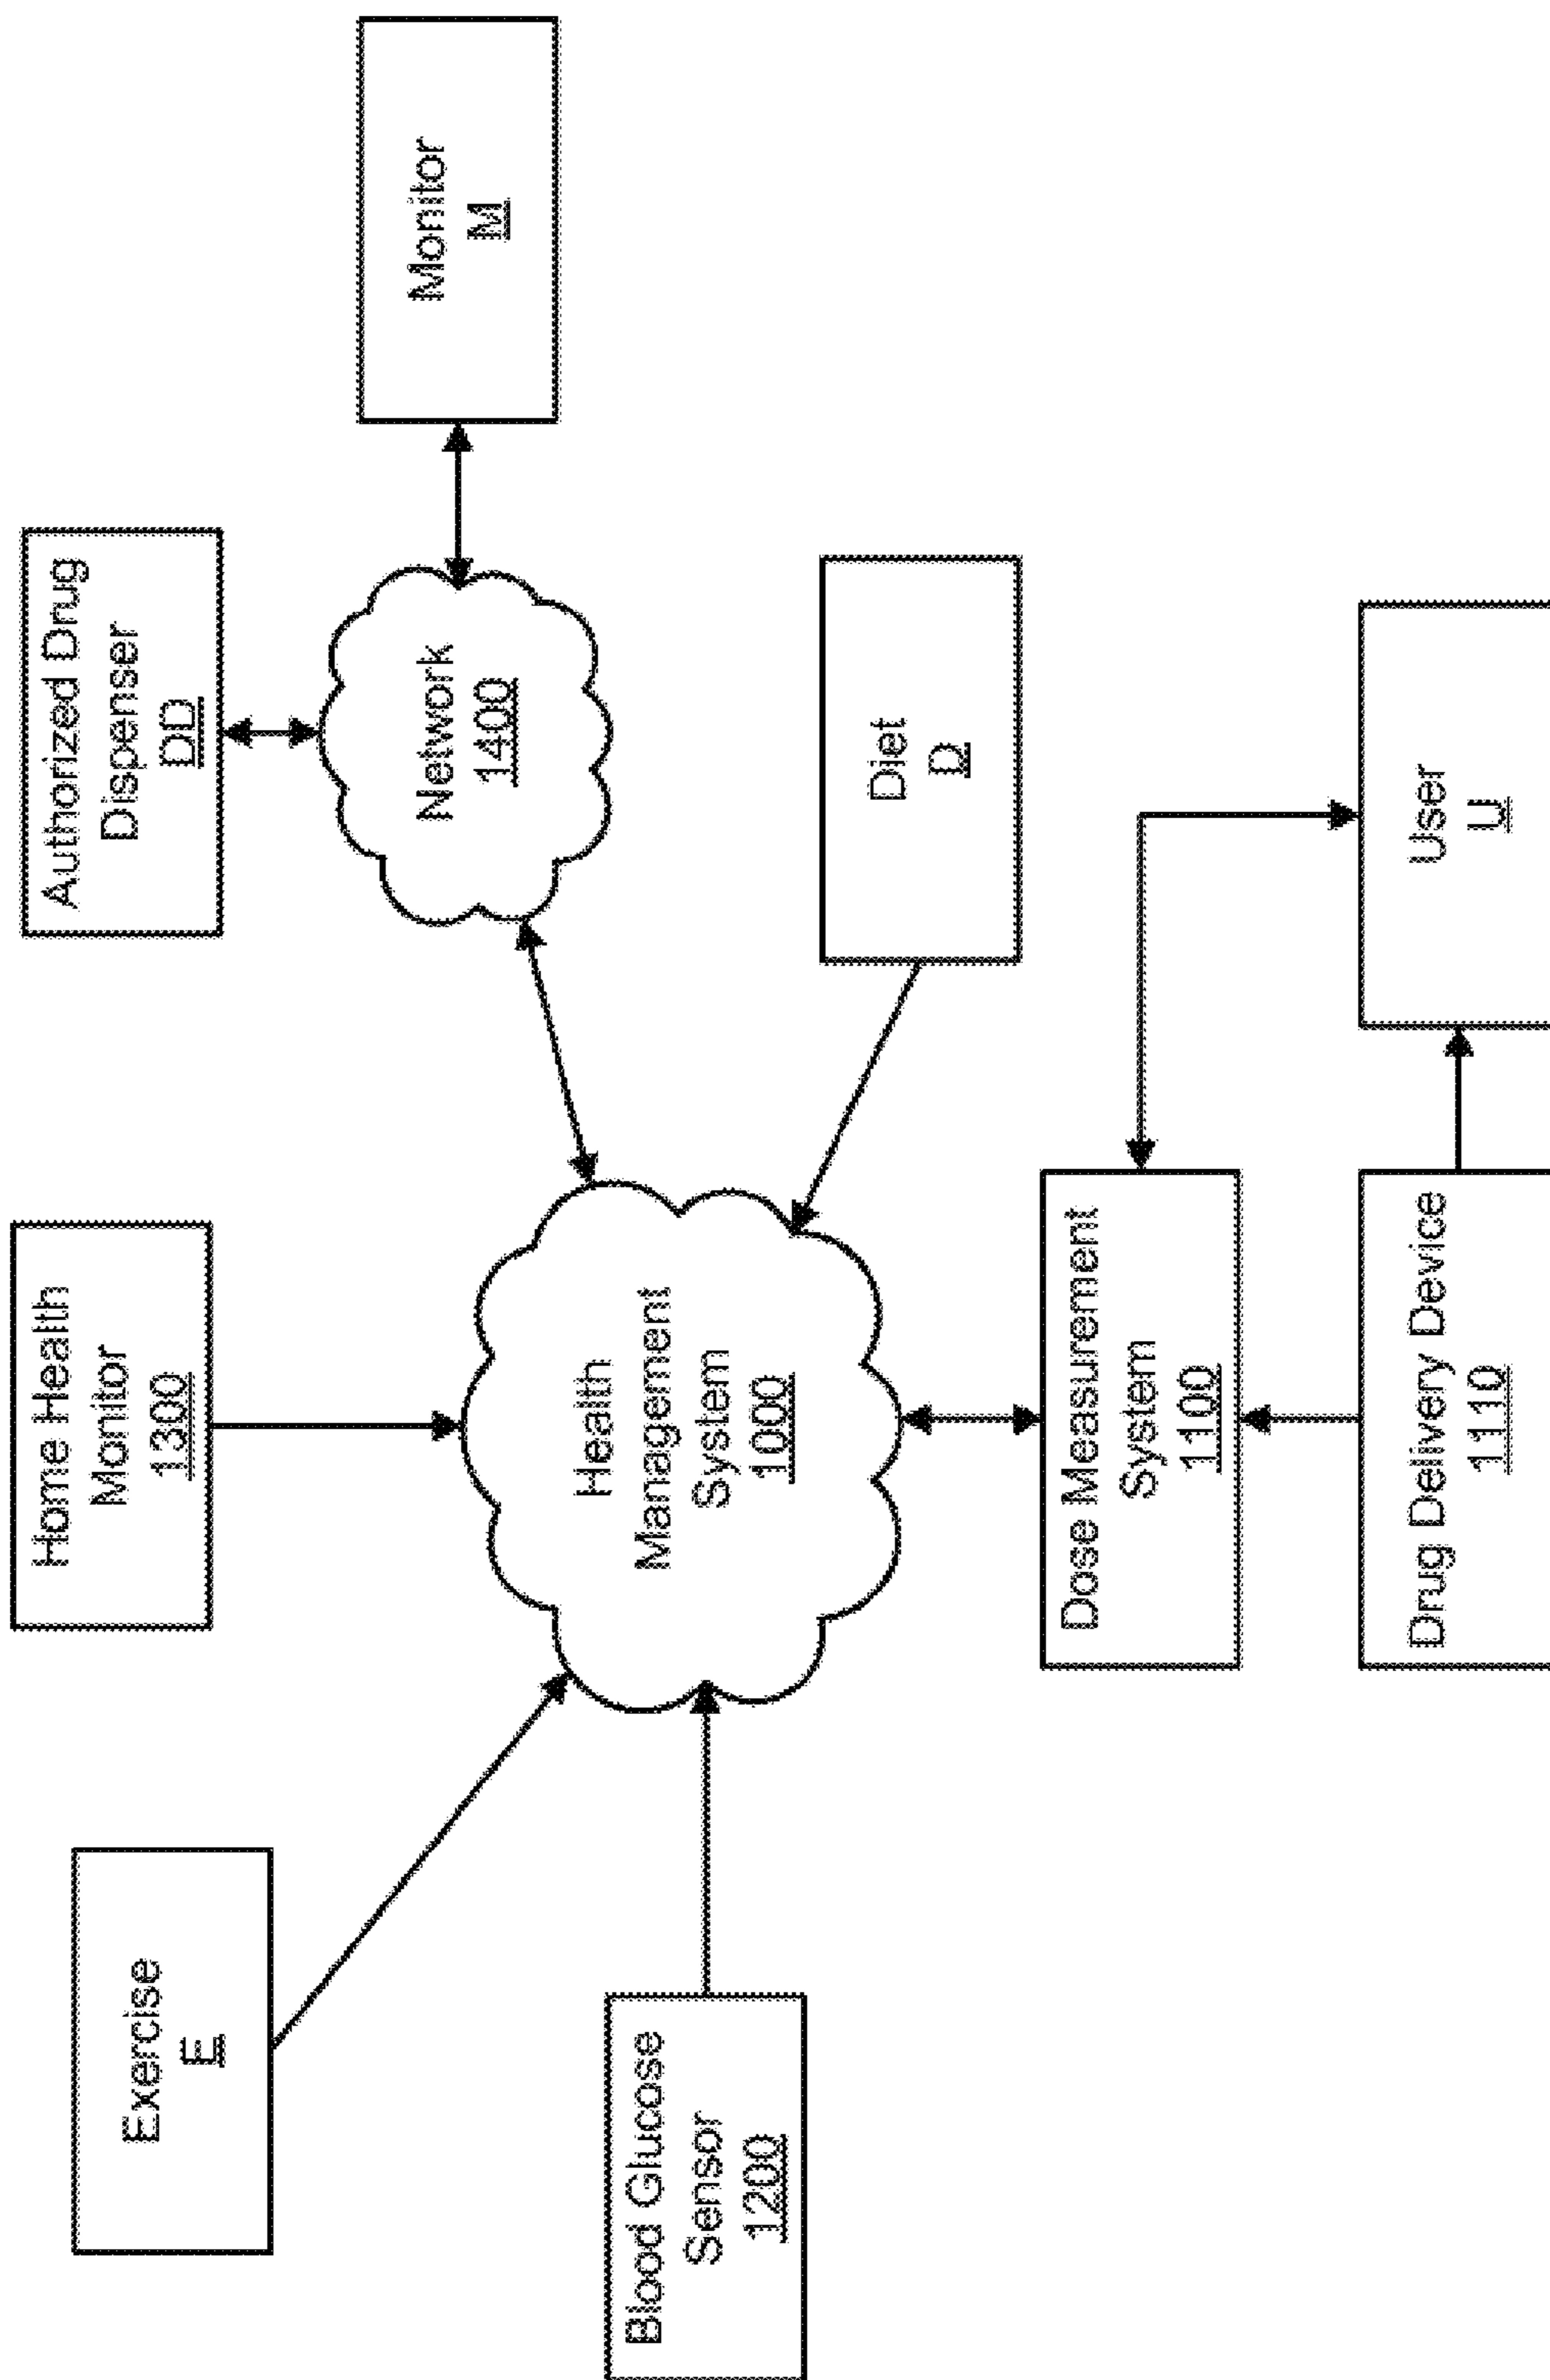 Exercise
E
Home Health
Monitor
1300
Authorized Drug
Dispenser
DD
Monitor
M
Network
1400
Health
Management
System
1000
Blood Glucose
Sensor
1200
Diet
D
Dose Measurement
System
1100
Drug Delivery Device
1110
User
U